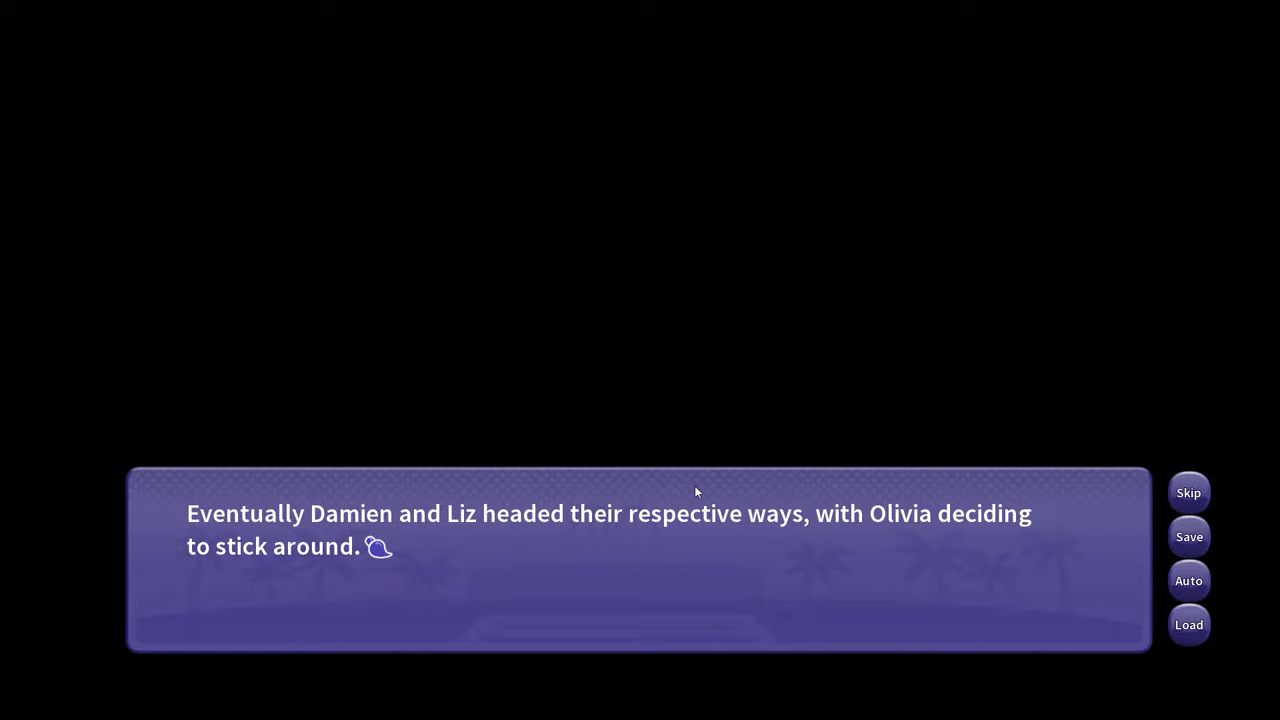 Eventually Damien and Liz headed their respective ways, with Olivia deciding
to stick around.
Skip
Save
Auto
Load